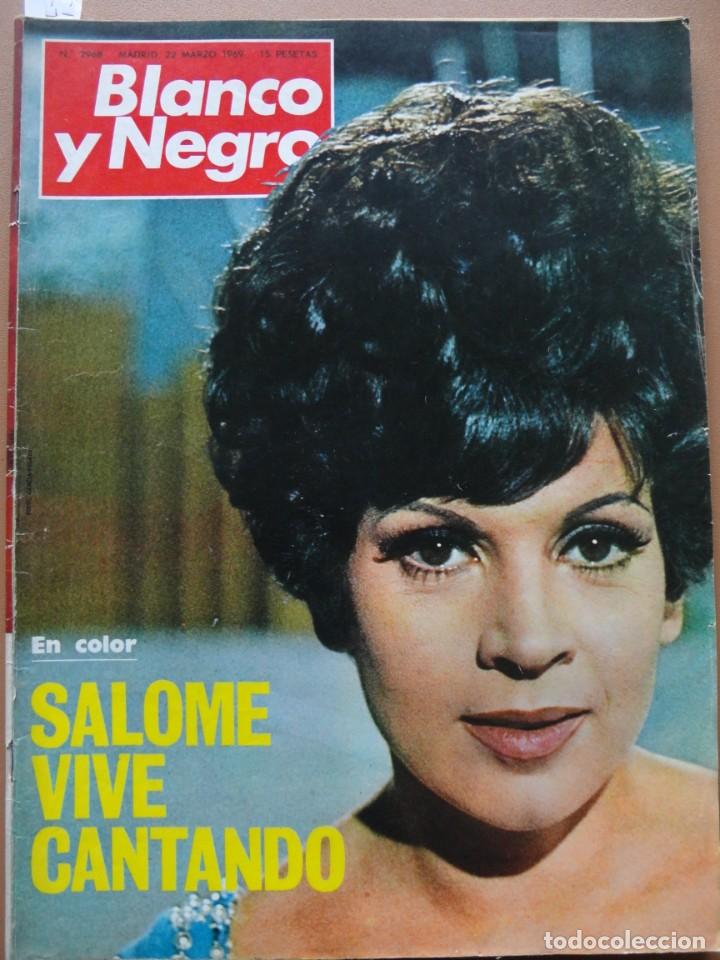 Nº 2968 MADRID 22 MARZO 1969 15 PESETAS
Blanco
y Negro
En color
SALOME
VIVE
CANTANDO
todocoleccion